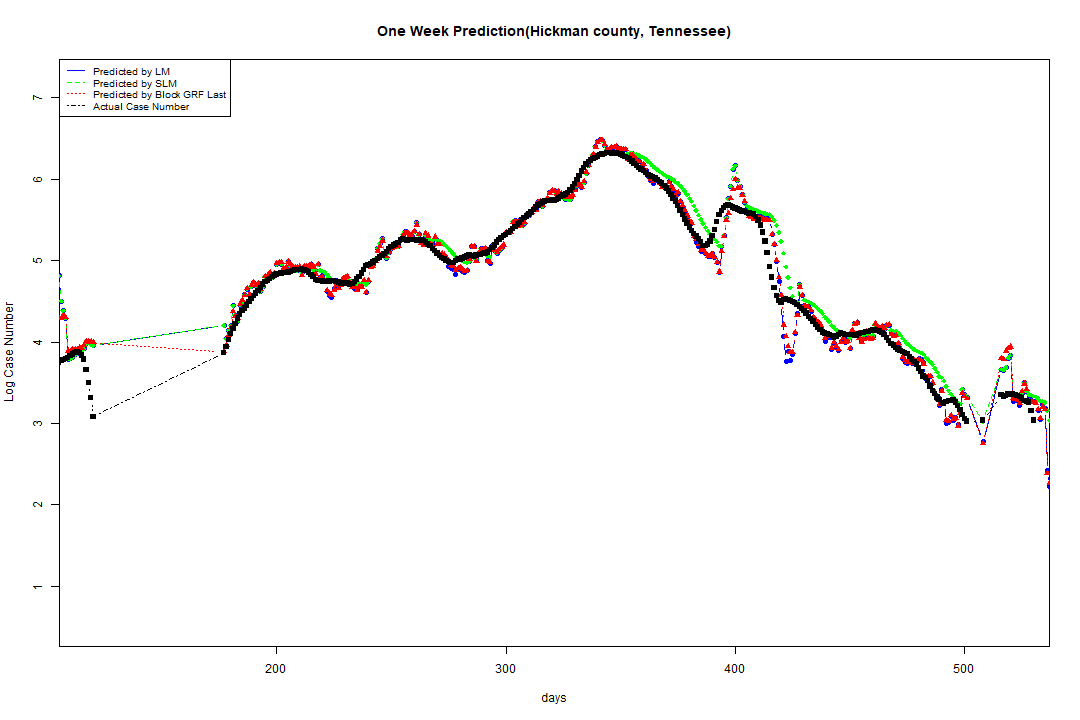 One Week Prediction(Hickman county, Tennessee)
Predicted by LM
Predicted by SLM
Predicted by Block GRF Last
Actual Case Number
7
6
5
4
3
2
1
Log Case Number
200 300 400 500
days